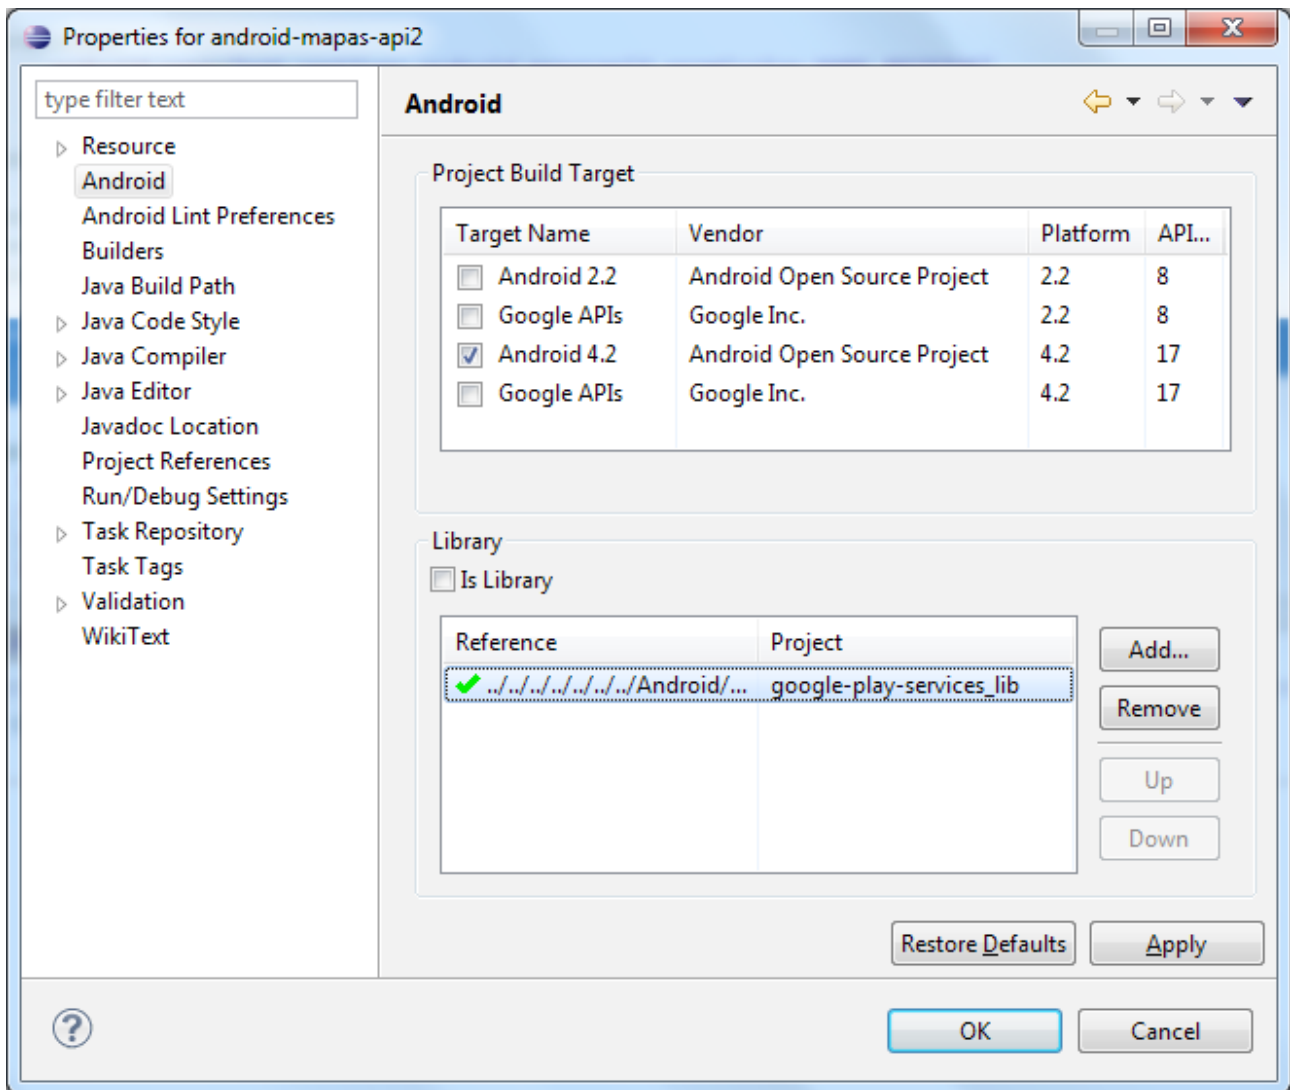 Properties for android-mapas-api2
type filter text
Resource
Android
Android Lint Preferences
Builders
Java Build Path
Java Code Style
Java Compiler
Java Editor
Javadoc Location
Project References
Run/Debug Settings
Task Repository
Task Tags
Validation
WikiText
Android
Project Build Target
Target Name Vendor Platform API...
Android 2.2 Android Open Source Project 2.2 8
Google APIs Google Inc. 2.2 8
Android 4.2 Android Open Source Project 4.2 17
Google APIs Google Inc. 4.2 17
Library
Is Library
Reference Project
../../../../../../../Android/... google-play-services_lib
Add...
Remove
Up
Down
Restore Defaults Apply
OK Cancel